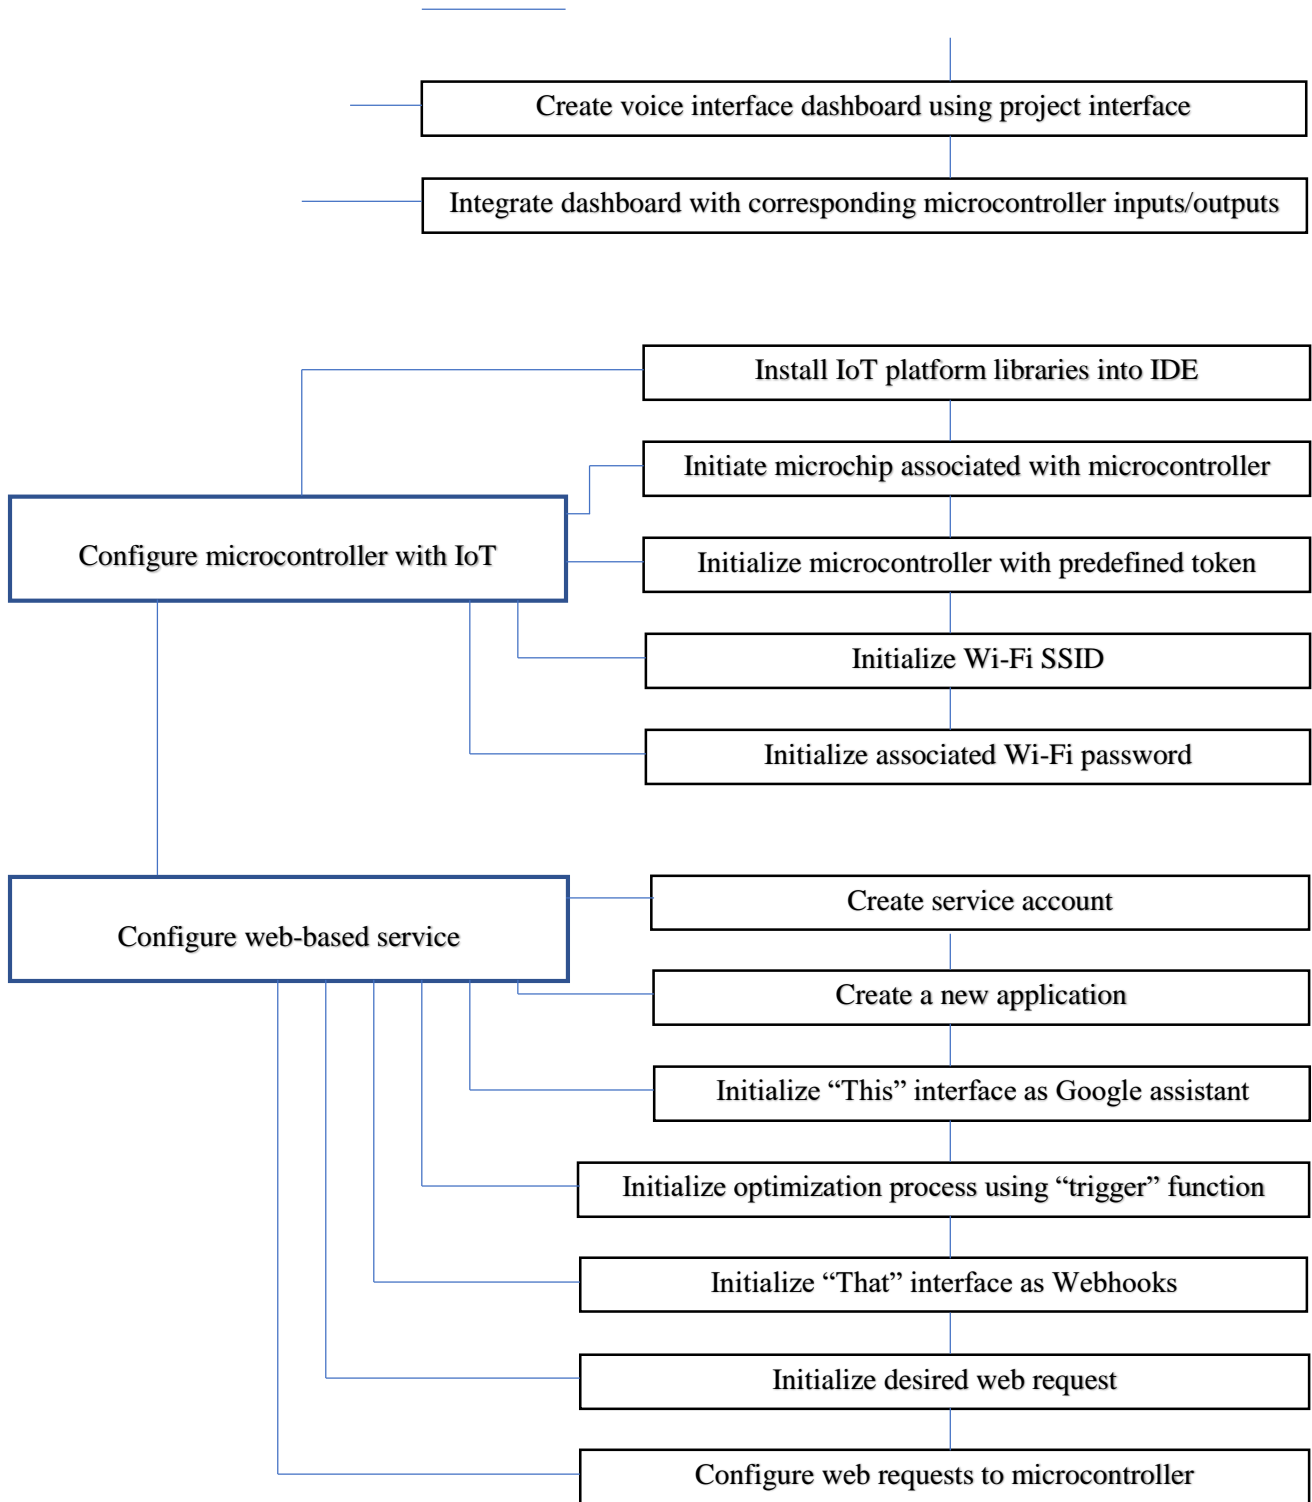 Create voice interface dashboard using project interface
Integrate dashboard with corresponding microcontroller inputs/outputs
Install IoT platform libraries into IDE
Initiate microchip associated with microcontroller
Configure microcontroller with IoT
Initialize microcontroller with predefined token
Initialize Wi-Fi SSID
Initialize associated Wi-Fi password
Create service account
Configure web-based service
Create a new application
Initialize “This” interface as Google assistant
Initialize optimization process using “trigger” function
Initialize “That” interface as Webhooks
Initialize desired web request
Configure web requests to microcontroller